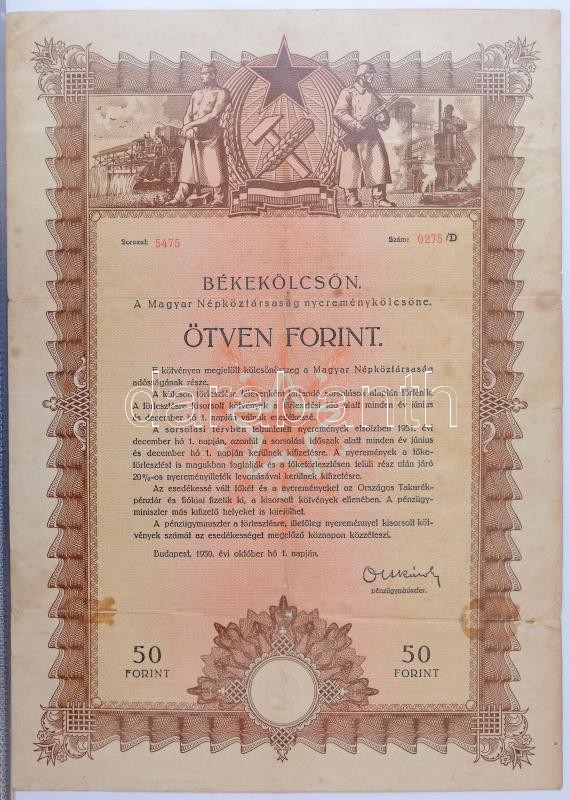 Sorozat: 5475
Szám: 0275/D
BÉKEKÖLCSÖN.
A Magyar Népköztársaság nyereménykölcsöne.
ÖTVEN FORINT.
E kötvényen megjelölt kölcsönösszeg a Magyar Népköztársaság
adósságának része.
A kölcsön törlesztése félévenként tartandó sorsolások alapján történik.
A törlesztésre kisorsolt kötvények a törlesztési idő alatt minden év június
és december hó 1. napján válnak esedékessé.
A sorsolási tervben feltüntetett nyeremények elsőízben 1951. évi
december hó 1. napján, azontúl a sorsolási időszak alatt minden év június
és december hó 1. napján kerülnek kifizetésre. A nyeremények a tőke-
törlesztést is magukban foglalják és a tőketörlesztésen felüli rész után járó
20%-os nyereményilleték levonásával kerülnek kifizetésre.
Az esedékessé vált tőkét és a nyereményeket az Országos Takarék-
pénztár és fiókjai fizetik ki, a kisorsolt kötvények ellenében. A pénzügy-
miniszter más kifizető helyeket is kijelölhet.
A pénzügyminiszter a törlesztésre, illetőleg nyereménnyel kisorsolt köt-
vények számát az esedékességet megelőző hónapon közzéteszi.
Budapest, 1950. évi október hó 1. napján.
pénzügyminiszter.
50 FORINT
50 FORINT
darabanth